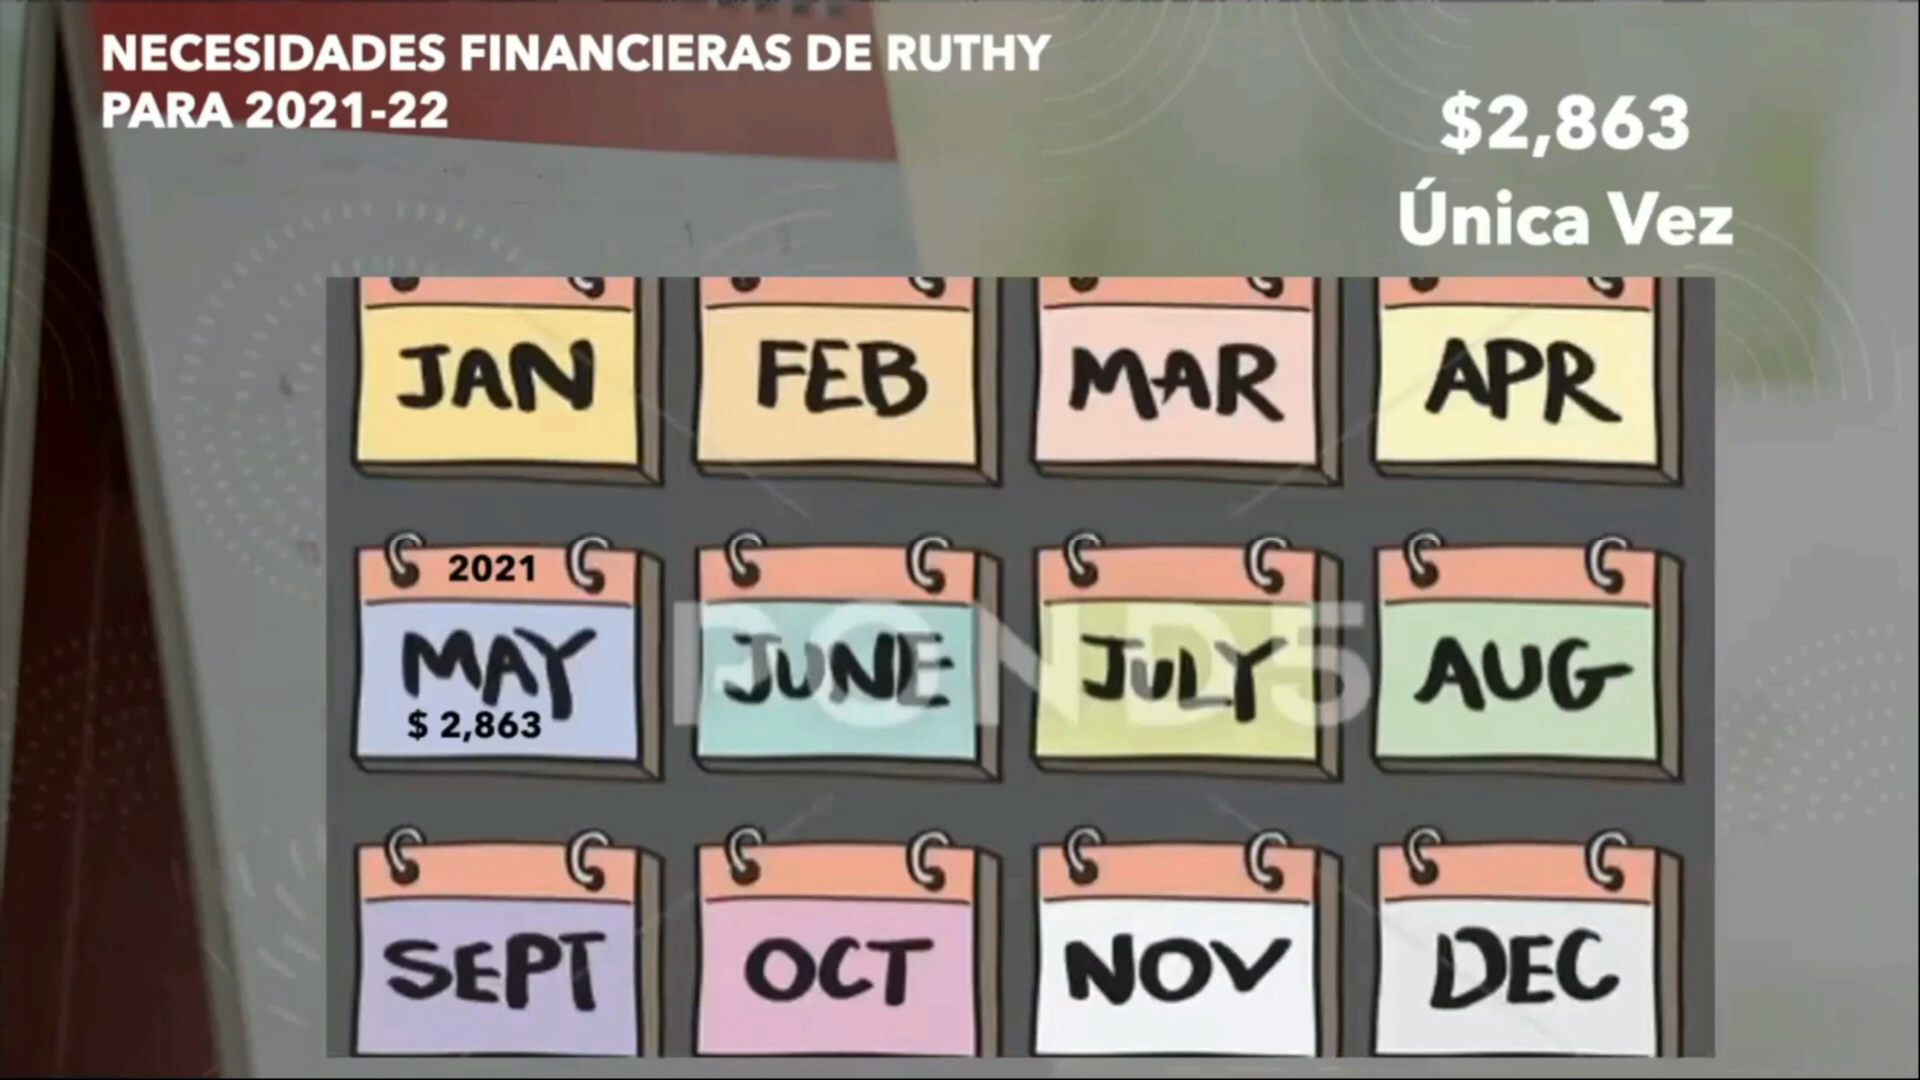 NECESIDADES FINANCIERAS DE RUTHY
PARA 2021-22
$2,863
Única Vez
JAN
FEB
MAR
APR
2021
MAY
$ 2,863
JUNE
JULY
AUG
POND5
SEPT
OCT
NOV
DEC